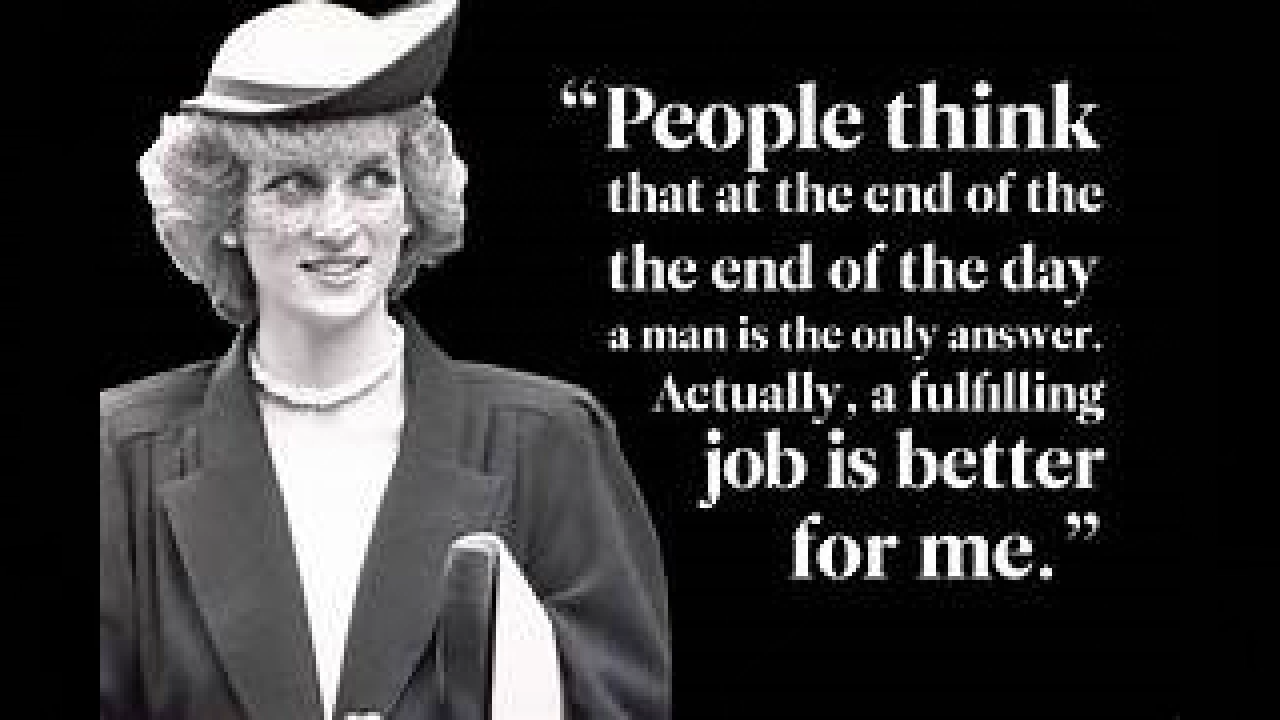 “People think
that at the end of the
the end of the day
a man is the only answer.
Actually, a fulfilling
job is better
for me.”